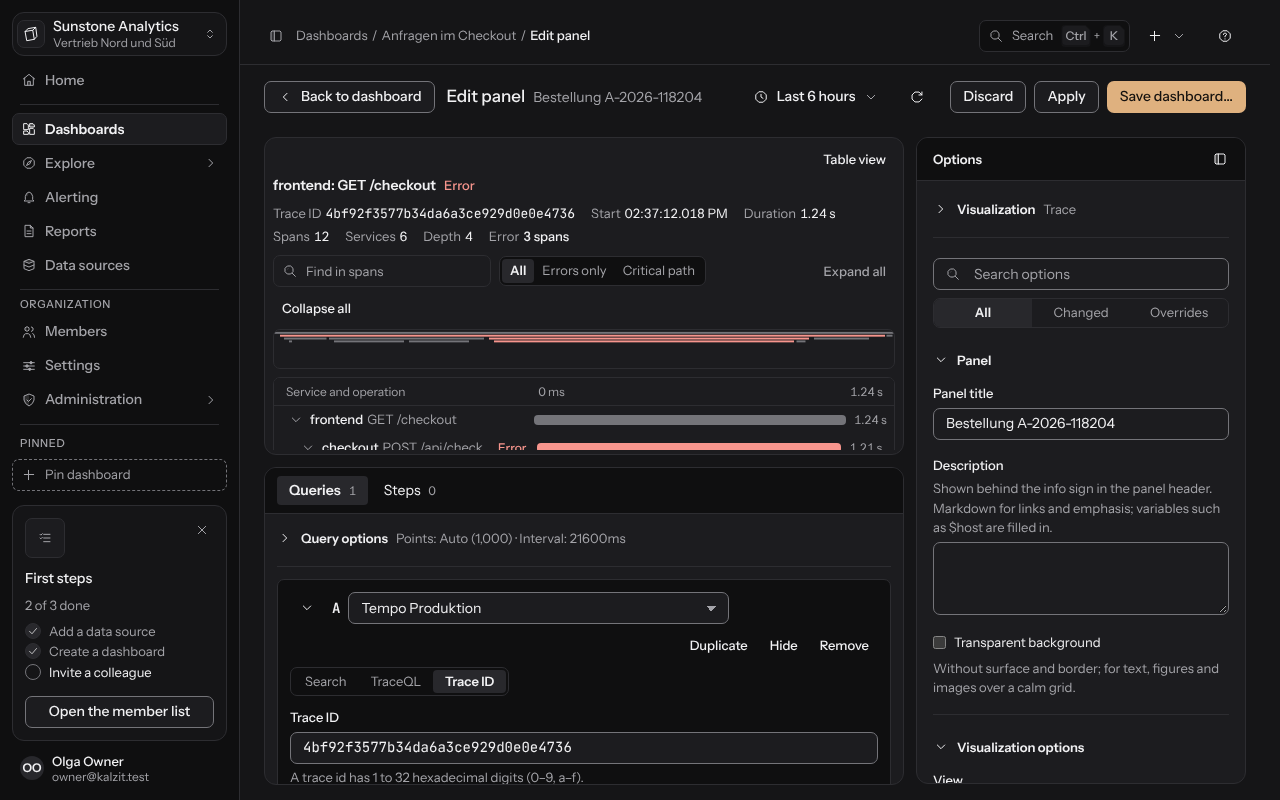 Sunstone Analytics
Vertrieb Nord und Süd
Home
Dashboards
Explore
Alerting
Reports
Data sources
ORGANIZATION
Members
Settings
Administration
PINNED
Pin dashboard
First steps
2 of 3 done
Add a data source
Create a dashboard
Invite a colleague
Open the member list
OO
Olga Owner
owner@kalzit.test
Dashboards / Anfragen im Checkout / Edit panel
Search Ctrl + K
Back to dashboard
Edit panel Bestellung A-2026-118204
Last 6 hours
Discard
Apply
Save dashboard…
Table view
frontend: GET /checkout Error
Trace ID 4bf92f3577b34da6a3ce929d0e0e4736 Start 02:37:12.018 PM Duration 1.24 s
Spans 12 Services 6 Depth 4 Error 3 spans
Find in spans
All Errors only Critical path
Expand all
Collapse all
Service and operation 0 ms 1.24 s
frontend GET /checkout 1.24 s
checkout POST /api/check Error 1.21 s
Queries 1 Steps 0
Query options Points: Auto (1,000) · Interval: 21600ms
A Tempo Produktion
Duplicate Hide Remove
Search TraceQL Trace ID
Trace ID
4bf92f3577b34da6a3ce929d0e0e4736
A trace id has 1 to 32 hexadecimal digits (0–9, a–f).
Options
Visualization Trace
Search options
All Changed Overrides
Panel
Panel title
Bestellung A-2026-118204
Description
Shown behind the info sign in the panel header.
Markdown for links and emphasis; variables such
as $host are filled in.
Transparent background
Without surface and border; for text, figures and
images over a calm grid.
Visualization options
View